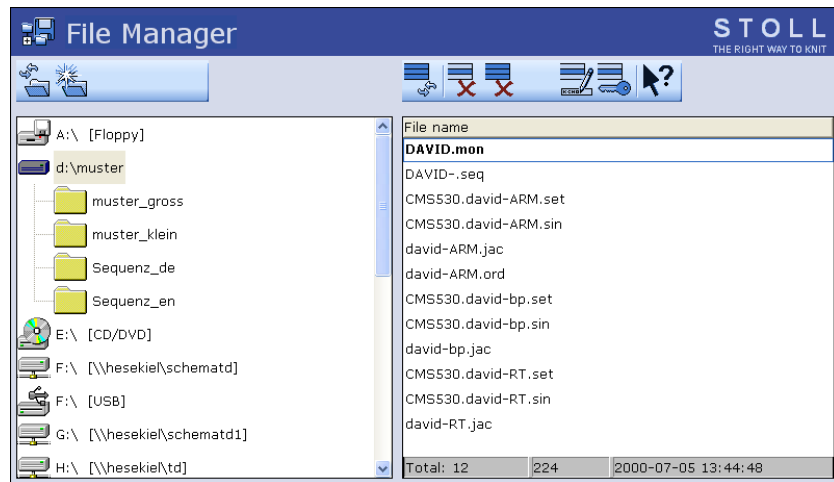 File Manager
STOLL
THE RIGHT WAY TO KNIT
A:\ [Floppy]
d:\muster
muster_gross
muster_klein
Sequenz_de
Sequenz_en
E:\ [CD/DVD]
F:\ [\\hesekiel\schematd]
F:\ [USB]
G:\ [\\hesekiel\schematd1]
H:\ [\\hesekiel\td]
File name
DAVID.mon
DAVID-.seq
CMS530.david-ARM.set
CMS530.david-ARM.sin
david-ARM.jac
david-ARM.ord
CMS530.david-bp.set
CMS530.david-bp.sin
david-bp.jac
CMS530.david-RT.set
CMS530.david-RT.sin
david-RT.jac
Total: 12 224 2000-07-05 13:44:48